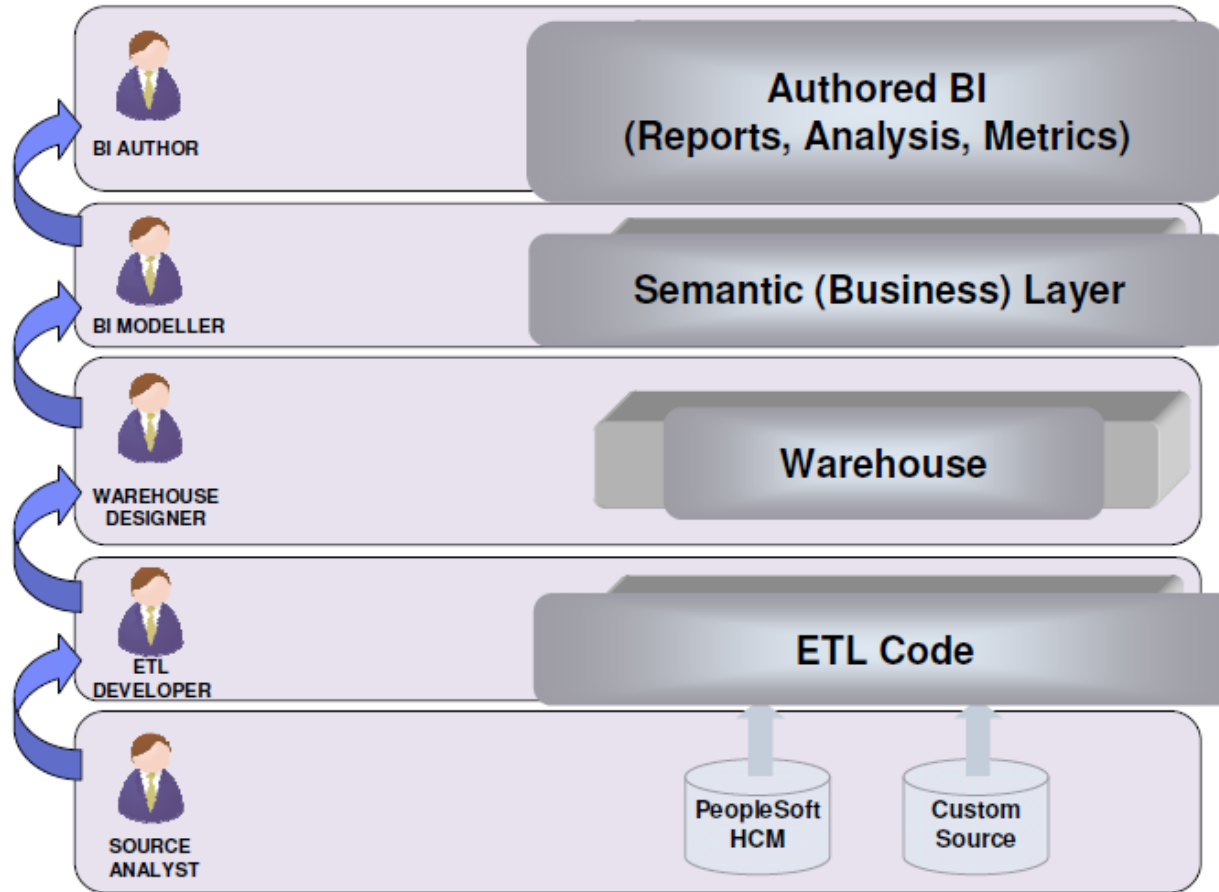 BI AUTHOR
Authored BI
(Reports, Analysis, Metrics)
BI MODELLER
Semantic (Business) Layer
WAREHOUSE
DESIGNER
Warehouse
ETL
DEVELOPER
ETL Code
SOURCE
ANALYST
PeopleSoft
HCM
Custom
Source